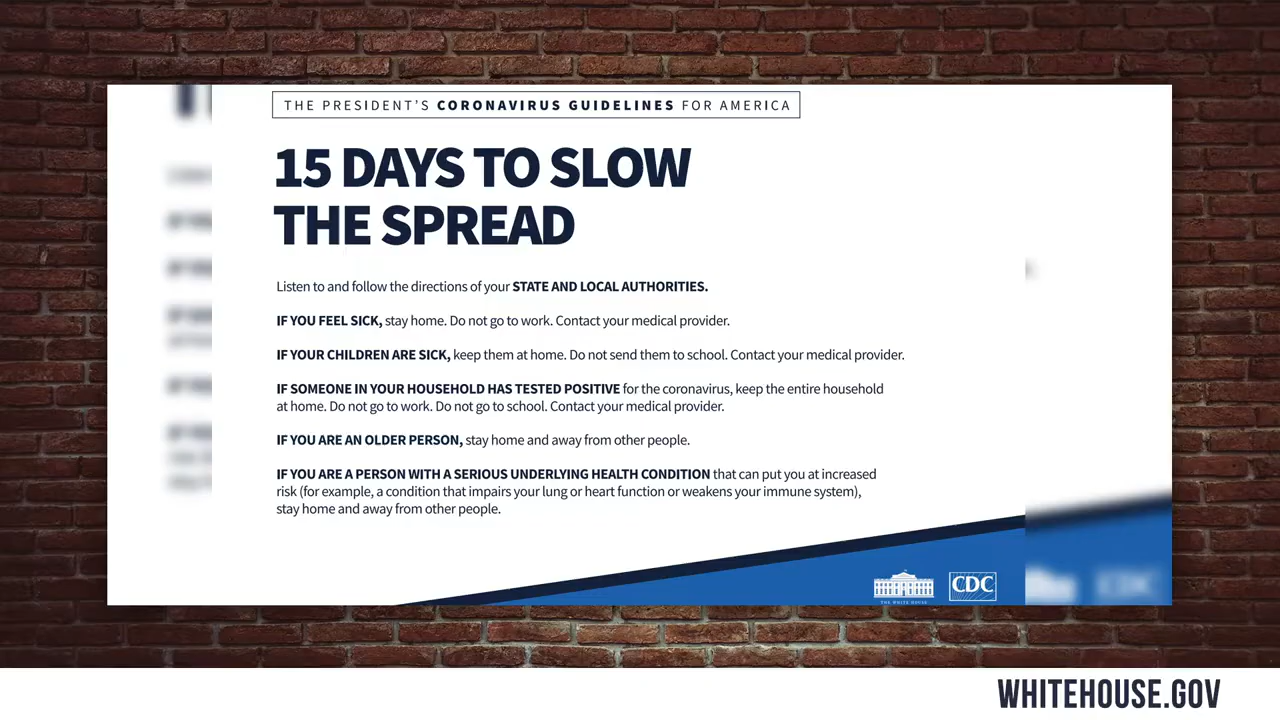 THE PRESIDENT'S CORONAVIRUS GUIDELINES FOR AMERICA
15 DAYS TO SLOW
THE SPREAD
Listen to and follow the directions of your STATE AND LOCAL AUTHORITIES.
IF YOU FEEL SICK, stay home. Do not go to work. Contact your medical provider.
IF YOUR CHILDREN ARE SICK, keep them at home. Do not send them to school. Contact your medical provider.
IF SOMEONE IN YOUR HOUSEHOLD HAS TESTED POSITIVE for the coronavirus, keep the entire household
at home. Do not go to work. Do not go to school. Contact your medical provider.
IF YOU ARE AN OLDER PERSON, stay home and away from other people.
IF YOU ARE A PERSON WITH A SERIOUS UNDERLYING HEALTH CONDITION that can put you at increased
risk (for example, a condition that impairs your lung or heart function or weakens your immune system),
stay home and away from other people.
THE WHITE HOUSE
CDC
WHITEHOUSE.GOV